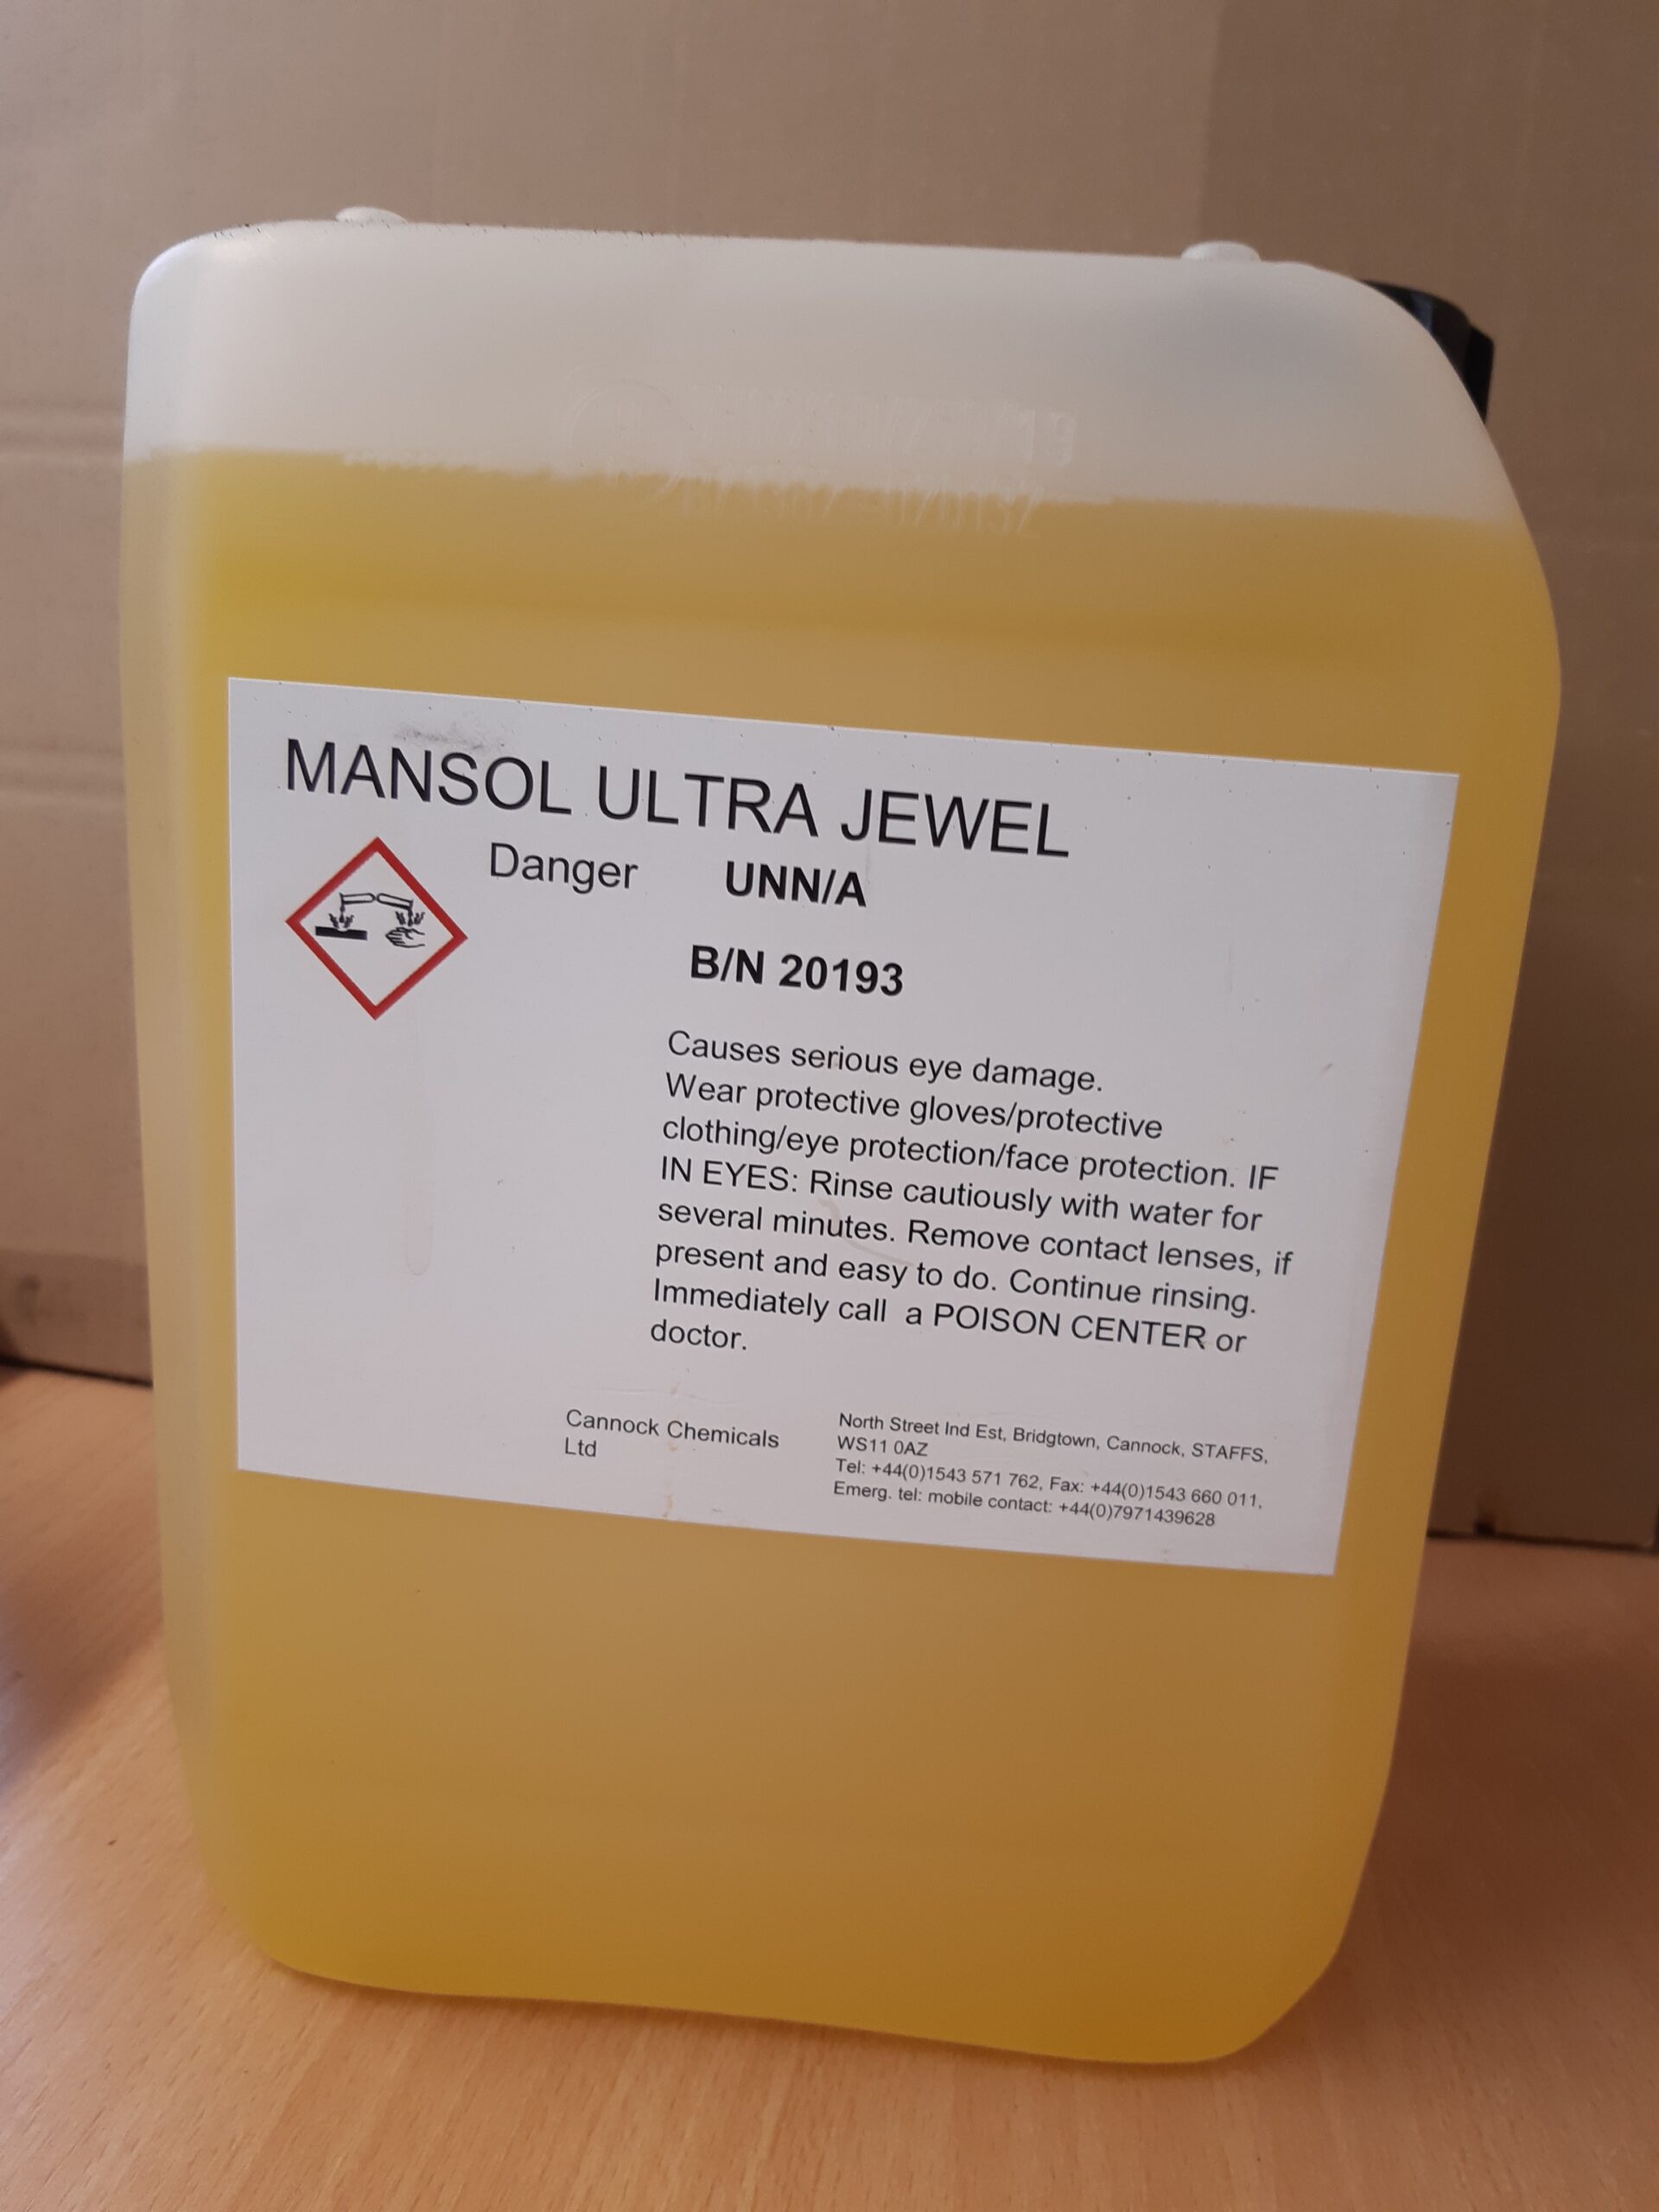 MANSOL ULTRA JEWEL
Danger UNN/A
B/N 20193
Causes serious eye damage.
Wear protective gloves/protective
clothing/eye protection/face protection. IF
IN EYES: Rinse cautiously with water for
several minutes. Remove contact lenses, if
present and easy to do. Continue rinsing.
Immediately call a POISON CENTER or
doctor.
Cannock Chemicals
Ltd
North Street Ind Est, Bridgtown, Cannock, STAFFS,
WS11 0AZ
Tel: +44(0)1543 571 762, Fax: +44(0)1543 660 011,
Emerg. tel: mobile contact: +44(0)7971439628